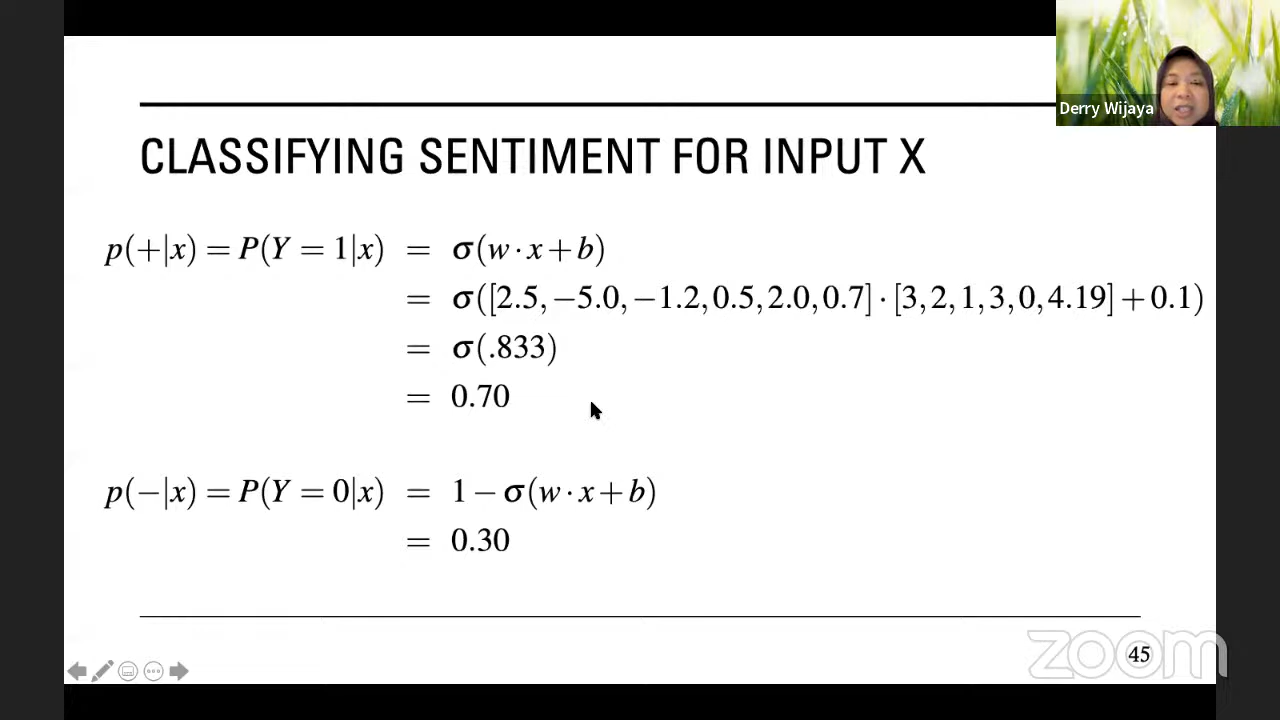 Derry Wijaya
CLASSIFYING SENTIMENT FOR INPUT X
p(+|x) = P(Y = 1|x) = σ(w · x + b)
= σ([2.5, −5.0, −1.2, 0.5, 2.0, 0.7] · [3, 2, 1, 3, 0, 4.19] + 0.1)
= σ(.833)
= 0.70
p(−|x) = P(Y = 0|x) = 1 − σ(w · x + b)
= 0.30
zoom
45